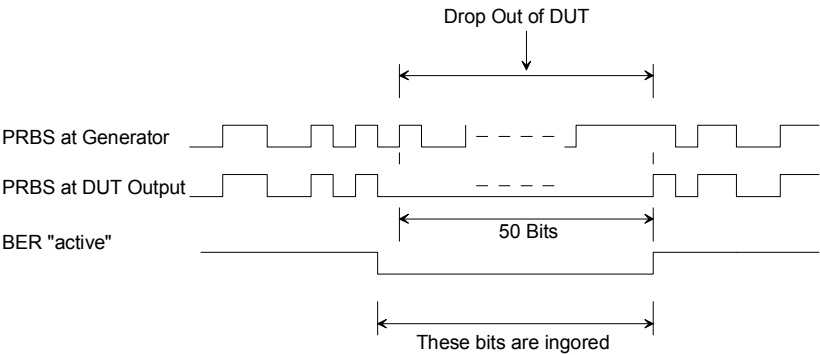 Drop Out of DUT
PRBS at Generator
PRBS at DUT Output
50 Bits
BER "active"
These bits are ingored